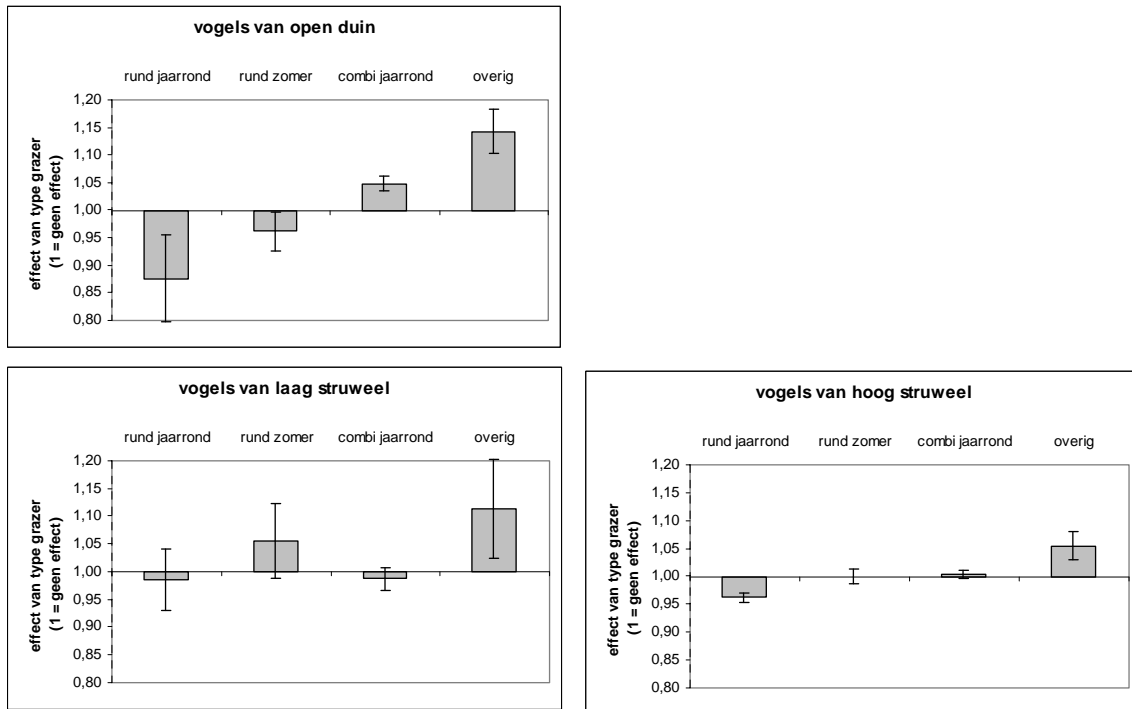 vogels van open duin
rund jaarrond rund zomer combi jaarrond overig
effect van type grazer
(1 = geen effect)
1,20
1,15
1,10
1,05
1,00
0,95
0,90
0,85
0,80
vogels van laag struweel
rund jaarrond rund zomer combi jaarrond overig
effect van type grazer
(1 = geen effect)
1,20
1,15
1,10
1,05
1,00
0,95
0,90
0,85
0,80
vogels van hoog struweel
rund jaarrond rund zomer combi jaarrond overig
effect van type grazer
(1 = geen effect)
1,20
1,15
1,10
1,05
1,00
0,95
0,90
0,85
0,80